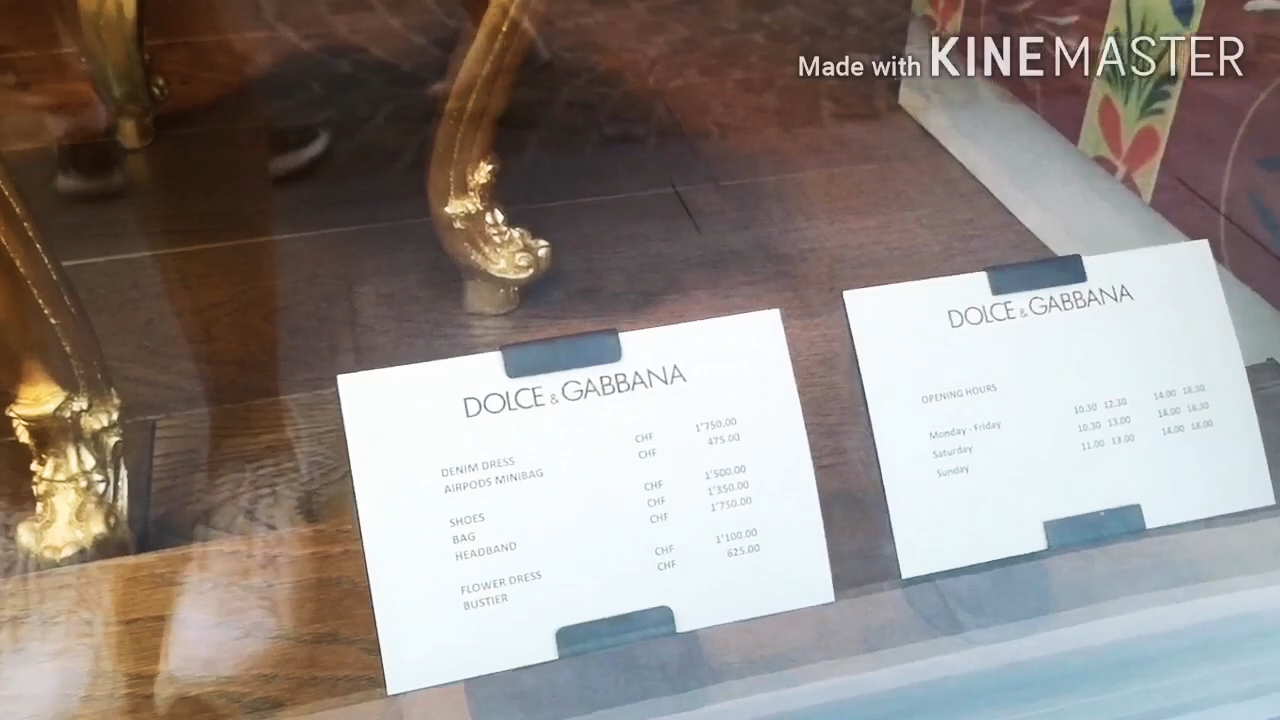 Made with KINEMASTER
DOLCE & GABBANA
DENIM DRESS CHF 1'750.00
AIRPODS MINIBAG CHF 475.00
SHOES CHF 1'500.00
BAG CHF 1'350.00
HEADBAND CHF 1'750.00
FLOWER DRESS CHF 1'100.00
BUSTIER CHF 625.00
DOLCE & GABBANA
OPENING HOURS
Monday - Friday 10.30 12.30 14.00 18.30
Saturday 10.30 13.00 14.00 18.30
Sunday 11.00 13.00 14.00 18.00